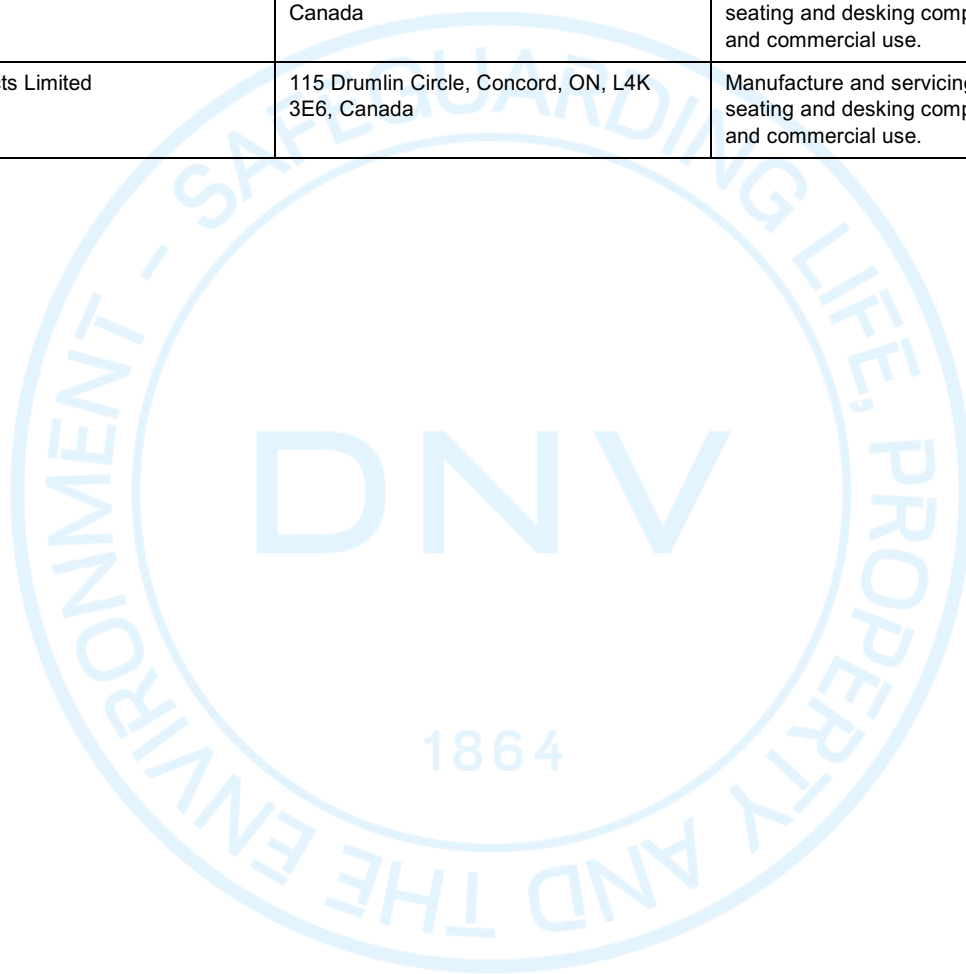 Canada
seating and desking comp
and commercial use.
cts Limited
115 Drumlin Circle, Concord, ON, L4K
3E6, Canada
Manufacture and servicing
seating and desking comp
and commercial use.
SAFEGUARDING LIFE, PROPERTY AND THE ENVIRONMENT -
DNV
1864